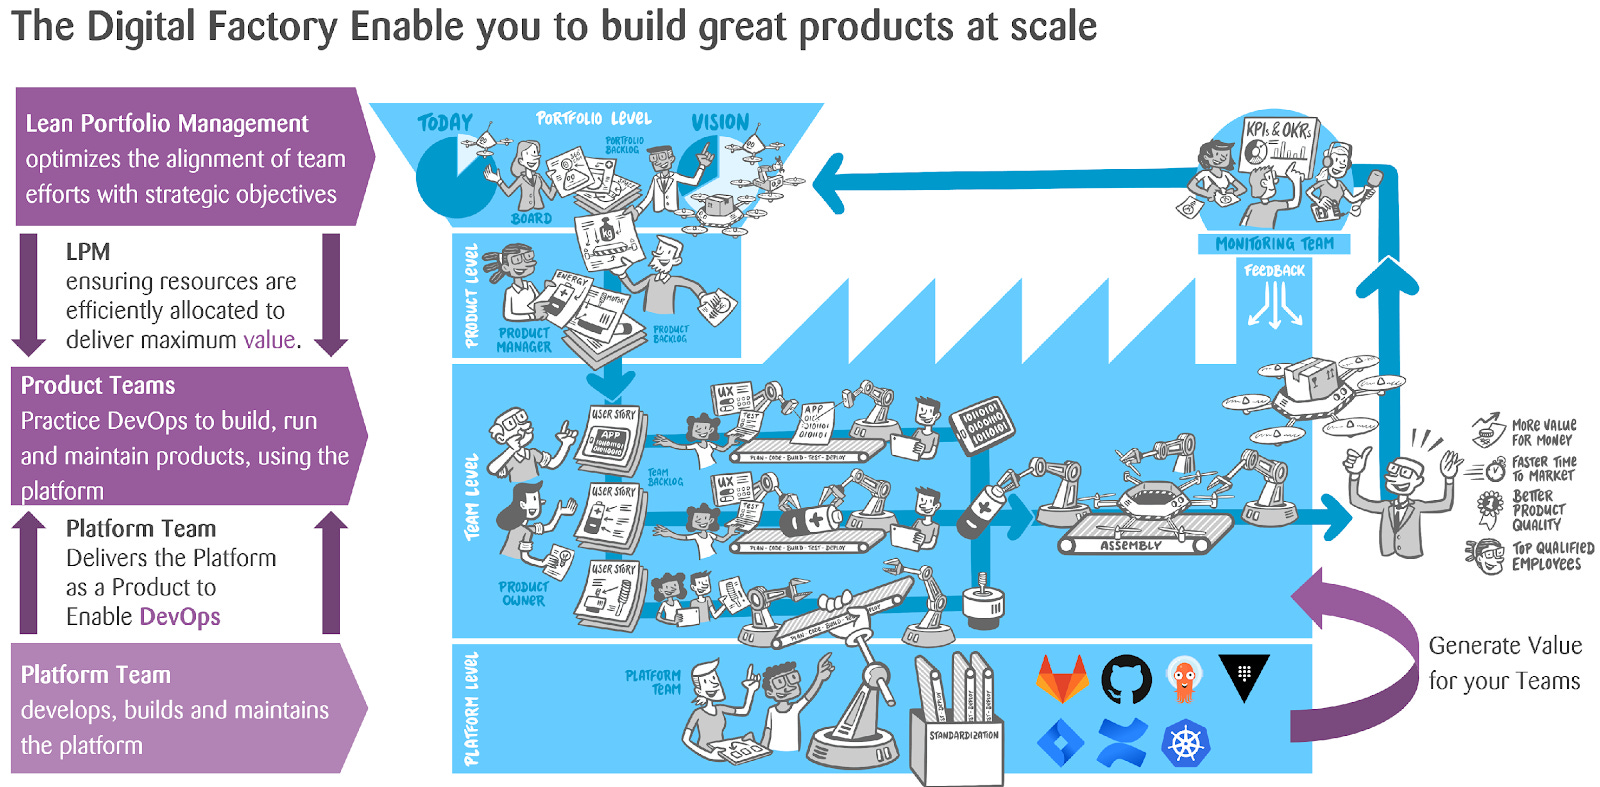 The Digital Factory Enable you to build great products at scale
Lean Portfolio Management
optimizes the alignment of team
efforts with strategic objectives
LPM
ensuring resources are
efficiently allocated to
deliver maximum value.
Product Teams
Practice DevOps to build, run
and maintain products, using the
platform
Platform Team
Delivers the Platform
as a Product to
Enable DevOps
Platform Team
develops, builds and maintains
the platform
TODAY
PORTFOLIO LEVEL
VISION
PORTFOLIO
BACKLOG
BOARD
kg
PRODUCT LEVEL
ENERGY
MOTOR
PRODUCT
MANAGER
PRODUCT
BACKLOG
KPIs & OKRs
MONITORING TEAM
FEEDBACK
TEAM LEVEL
USER STORY
APP
TEAM
BACKLOG
UX
TEST
APP
PLAN - CODE - BUILD - TEST - DEPLOY
USER STORY
UX
TEST
PLAN - CODE - BUILD - TEST - DEPLOY
USER STORY
PRODUCT
OWNER
ASSEMBLY
MORE VALUE
FOR MONEY
FASTER TIME
TO MARKET
BETTER
PRODUCT
QUALITY
TOP QUALIFIED
EMPLOYEES
PLATFORM LEVEL
PLATFORM
TEAM
STANDARDIZATION
Generate Value
for your Teams